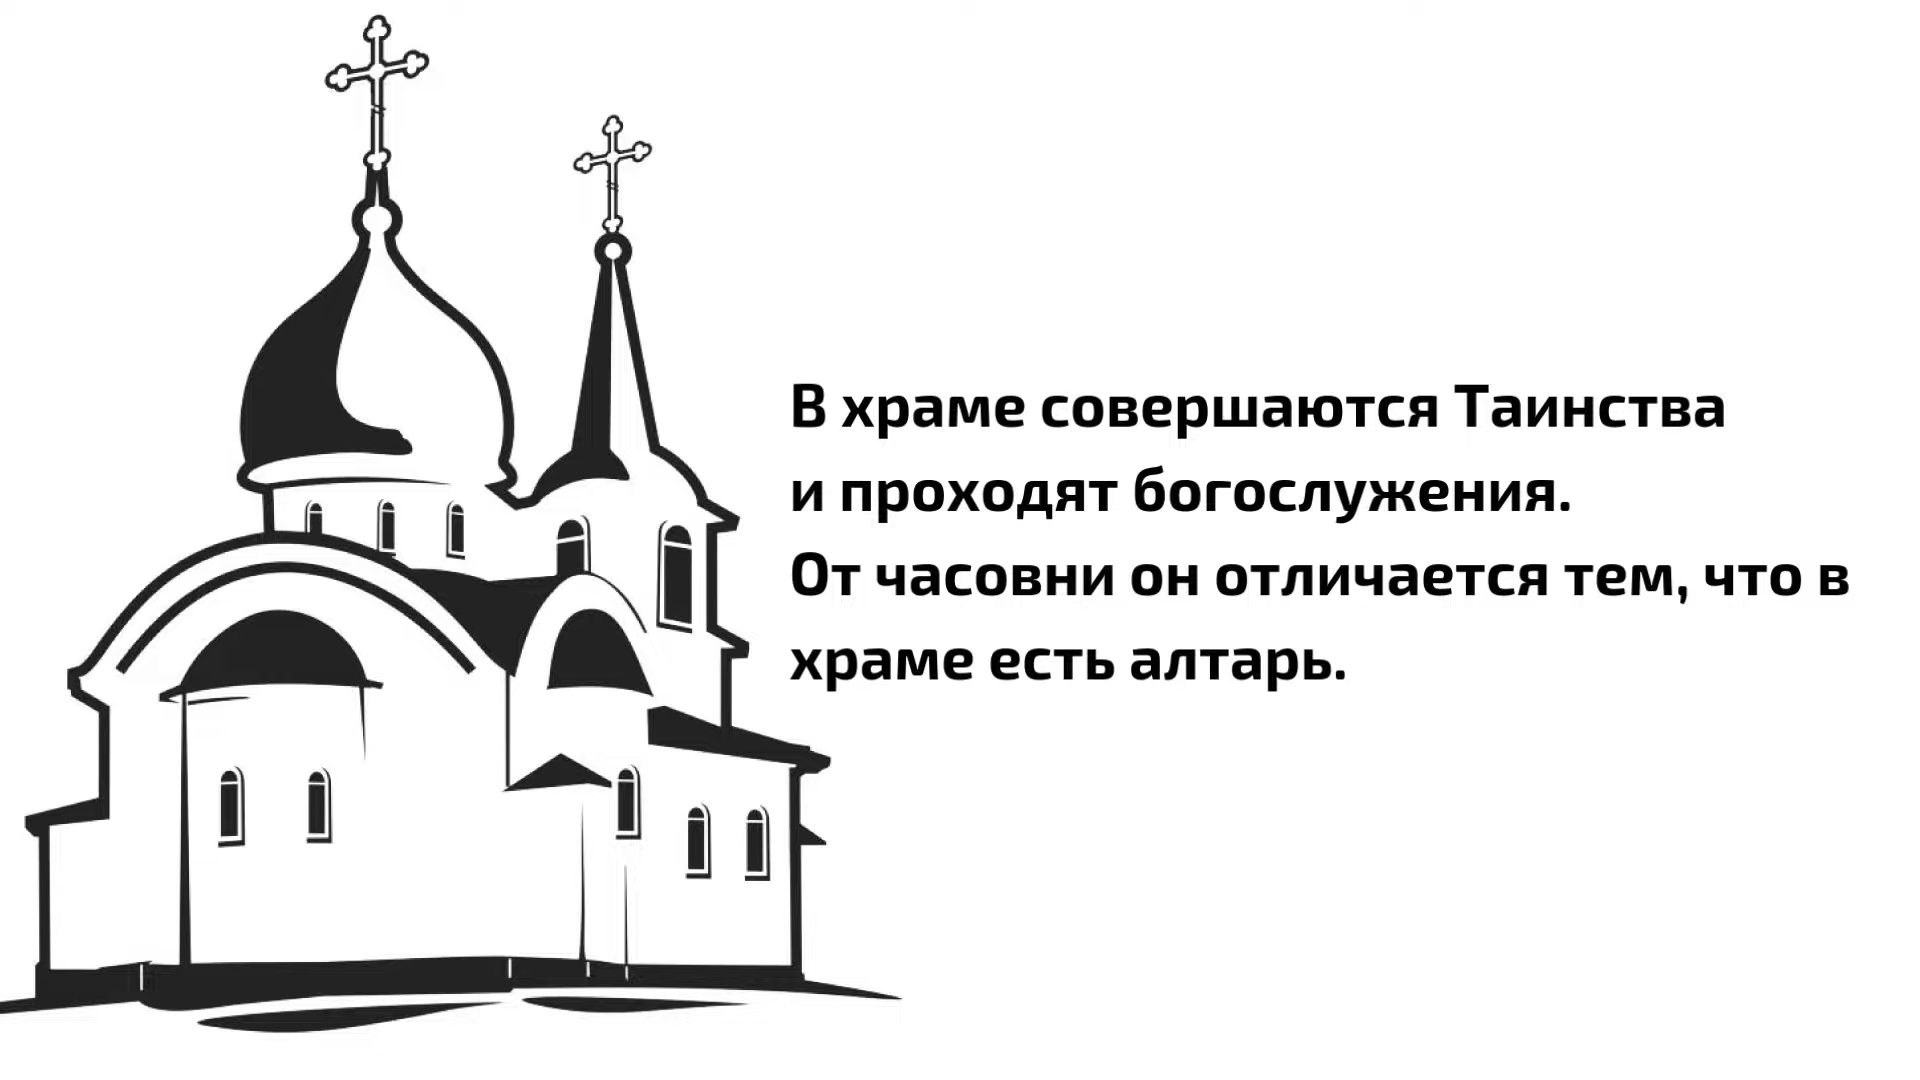 В храме совершаются Таинства
и проходят богослужения.
От часовни он отличается тем, что в
храме есть алтарь.